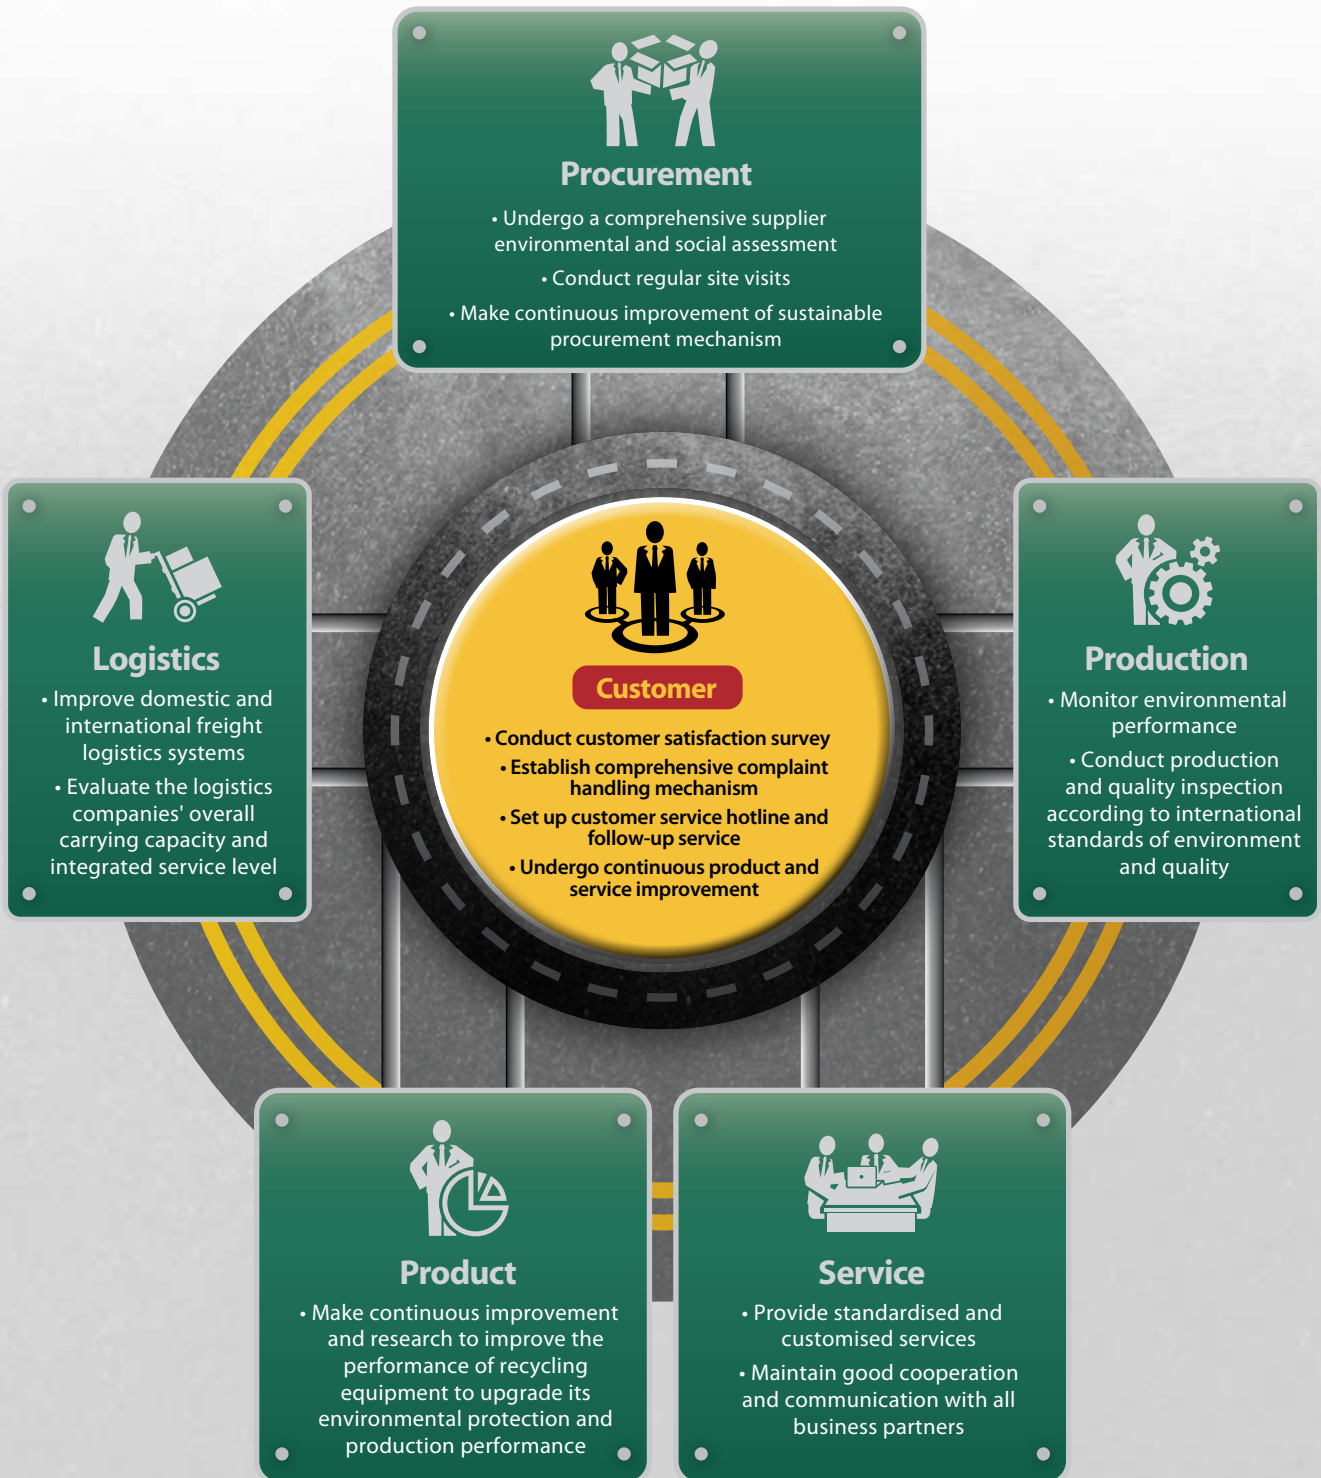 Procurement
• Undergo a comprehensive supplier
environmental and social assessment
• Conduct regular site visits
• Make continuous improvement of sustainable
procurement mechanism
Logistics
• Improve domestic and
international freight
logistics systems
• Evaluate the logistics
companies' overall
carrying capacity and
integrated service level
Customer
• Conduct customer satisfaction survey
• Establish comprehensive complaint
handling mechanism
• Set up customer service hotline and
follow-up service
• Undergo continuous product and
service improvement
Production
• Monitor environmental
performance
• Conduct production
and quality inspection
according to international
standards of environment
and quality
Product
• Make continuous improvement
and research to improve the
performance of recycling
equipment to upgrade its
environmental protection and
production performance
Service
• Provide standardised and
customised services
• Maintain good cooperation
and communication with all
business partners